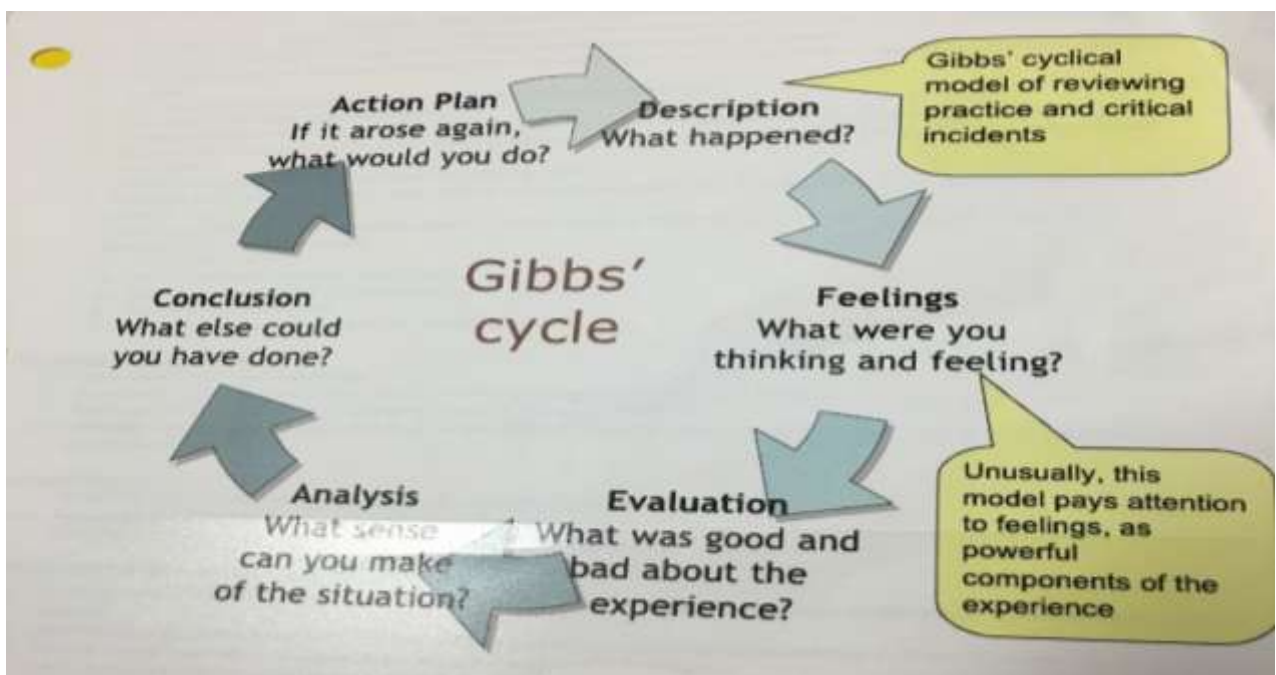 Gibbs' cyclical
model of reviewing
practice and critical
incidents
Action Plan
If it arose again,
what would you do?
Description
What happened?
Gibbs'
cycle
Feelings
What were you
thinking and feeling?
Conclusion
What else could
you have done?
Analysis
What sense
can you make
of the situation?
Evaluation
What was good and
bad about the
experience?
Unusually, this
model pays attention
to feelings, as
powerful
components of the
experience